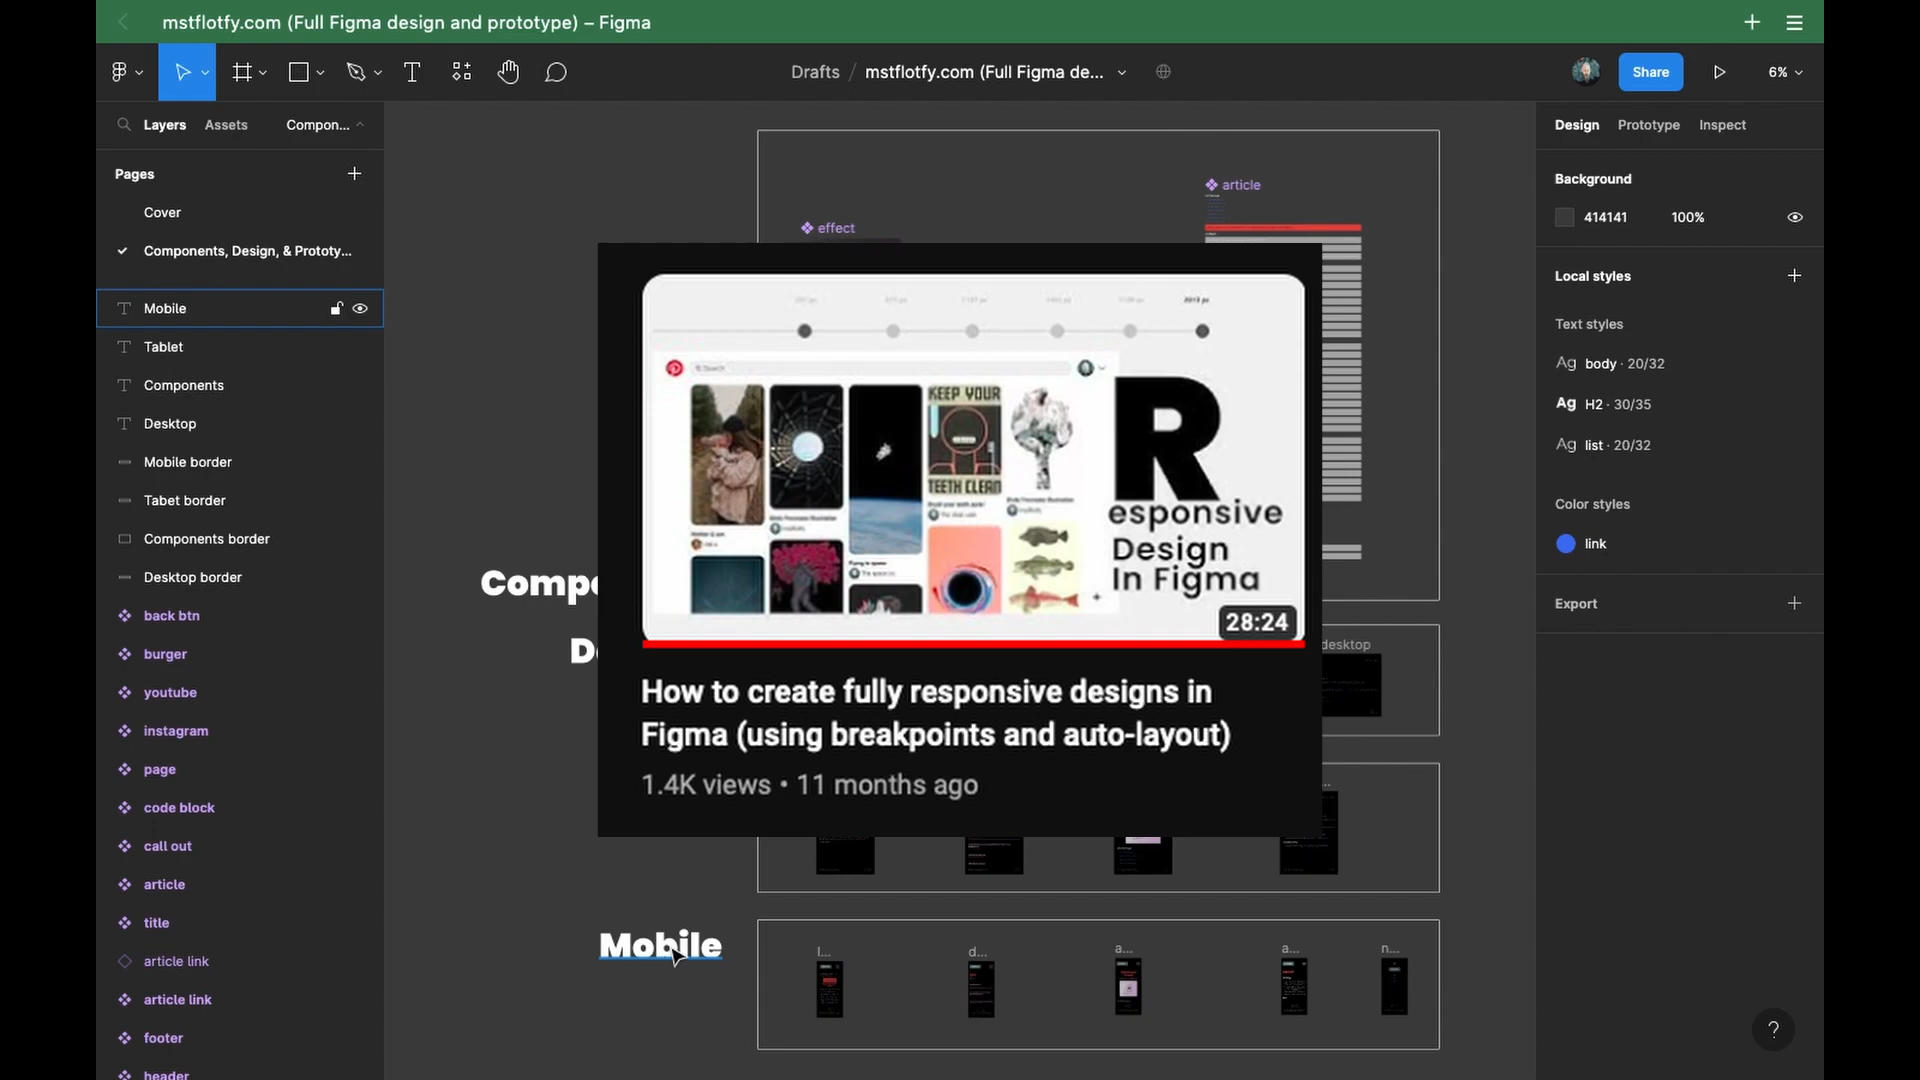 mstflotfy.com (Full Figma design and prototype) – Figma
Drafts / mstflotfy.com (Full Figma de...
Share
6%
Layers
Assets
Compon...
Pages
Cover
Components, Design, & Prototy...
Mobile
Tablet
Components
Desktop
Mobile border
Tabet border
Components border
Desktop border
back btn
burger
youtube
instagram
page
code block
call out
article
title
article link
article link
footer
header
effect
article
Compo
De
desktop
Mobile
l...
d...
a...
a...
n...
Search
KEEP YOUR
TEETH CLEAN
Responsive
Design
In Figma
28:24
How to create fully responsive designs in
Figma (using breakpoints and auto-layout)
1.4K views • 11 months ago
Design
Prototype
Inspect
Background
414141
100%
Local styles
Text styles
Ag body · 20/32
Ag H2 · 30/35
Ag list · 20/32
Color styles
link
Export
?